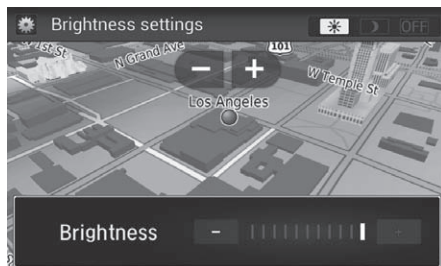 Brightness settings
OFF
1st St
N Grand Ave
101
W Temple St
Los Angeles
Brightness